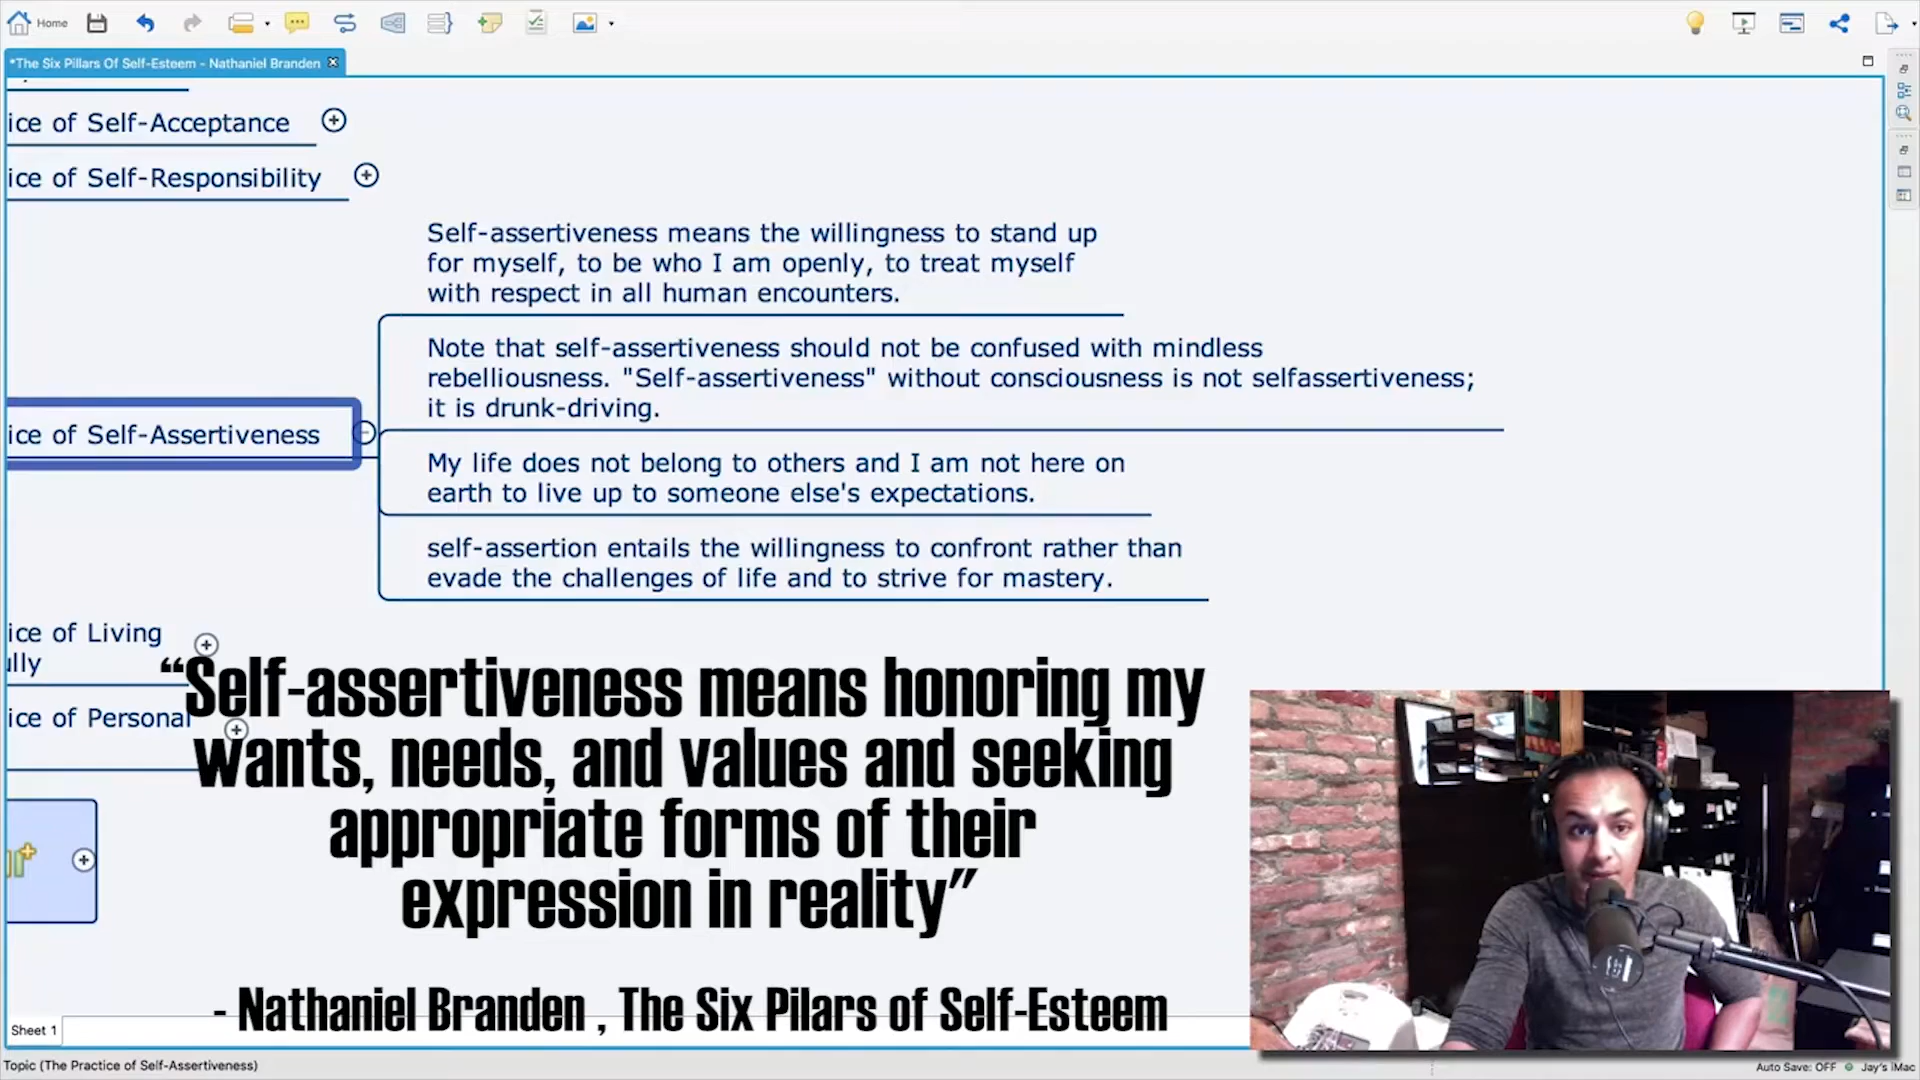 Home
*The Six Pillars Of Self-Esteem - Nathaniel Branden
ice of Self-Acceptance
ice of Self-Responsibility
Self-assertiveness means the willingness to stand up
for myself, to be who I am openly, to treat myself
with respect in all human encounters.
Note that self-assertiveness should not be confused with mindless
rebelliousness. "Self-assertiveness" without consciousness is not selfassertiveness;
it is drunk-driving.
ice of Self-Assertiveness
My life does not belong to others and I am not here on
earth to live up to someone else's expectations.
self-assertion entails the willingness to confront rather than
evade the challenges of life and to strive for mastery.
ice of Living
ully
ice of Personal
“Self-assertiveness means honoring my
wants, needs, and values and seeking
appropriate forms of their
expression in reality”
- Nathaniel Branden , The Six Pilars of Self-Esteem
Sheet 1
Topic (The Practice of Self-Assertiveness)
Auto Save: OFF
Jay's iMac